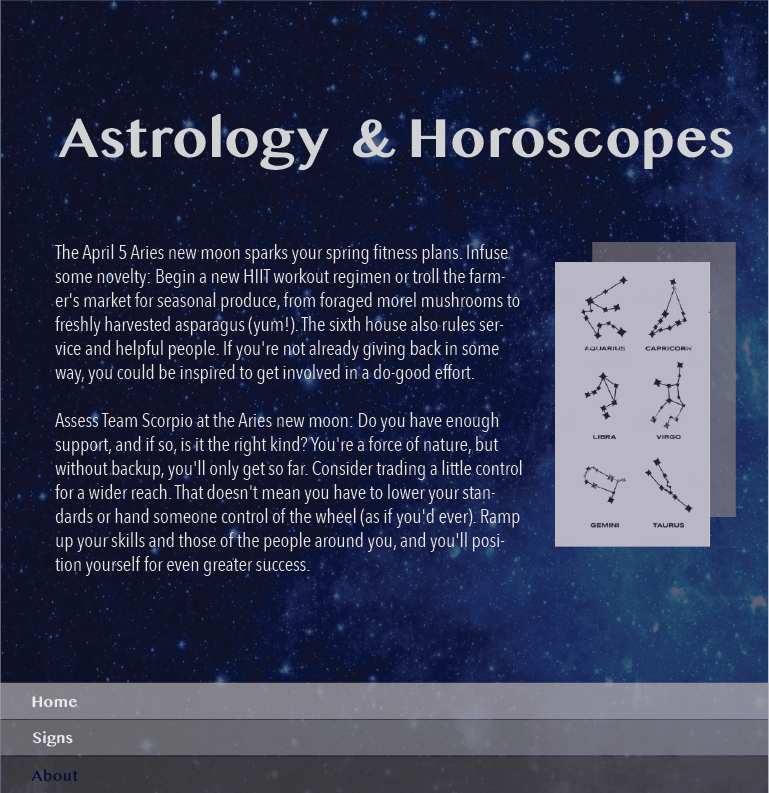 Astrology & Horoscopes
The April 5 Aries new moon sparks your spring fitness plans. Infuse
some novelty: Begin a new HIIT workout regimen or troll the farm-
er's market for seasonal produce, from foraged morel mushrooms to
freshly harvested asparagus (yum!). The sixth house also rules ser-
vice and helpful people. If you're not already giving back in some
way, you could be inspired to get involved in a do-good effort.
Assess Team Scorpio at the Aries new moon: Do you have enough
support, and if so, is it the right kind? You're a force of nature, but
without backup, you'll only get so far. Consider trading a little control
for a wider reach. That doesn't mean you have to lower your stan-
dards or hand someone control of the wheel (as if you'd ever). Ramp
up your skills and those of the people around you, and you'll posi-
tion yourself for even greater success.
AQUARIUS CAPRICORN
LIBRA VIRGO
GEMINI TAURUS
Home
Signs
About